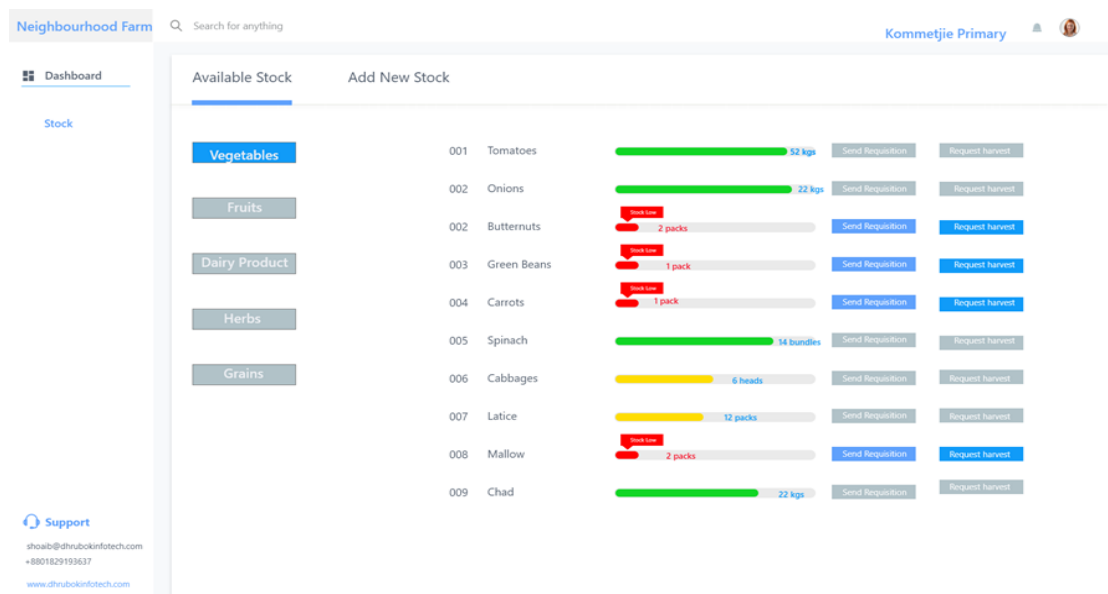 Neighbourhood Farm
Search for anything
Kommetjie Primary
Dashboard
Stock
Available Stock Add New Stock
Vegetables
Fruits
Dairy Product
Herbs
Grains
001 Tomatoes 52 kgs Send Requisition Request harvest
002 Onions 22 kgs Send Requisition Request harvest
Stock Low
002 Butternuts 2 packs Send Requisition Request harvest
Stock Low
003 Green Beans 1 pack Send Requisition Request harvest
Stock Low
004 Carrots 1 pack Send Requisition Request harvest
005 Spinach 14 bundles Send Requisition Request harvest
006 Cabbages 6 heads Send Requisition Request harvest
007 Latice 12 packs Send Requisition Request harvest
Stock Low
008 Mallow 2 packs Send Requisition Request harvest
009 Chad 22 kgs Send Requisition Request harvest
Support
shoaib@dhrubokinfotech.com
+8801829193637
www.dhrubokinfotech.com